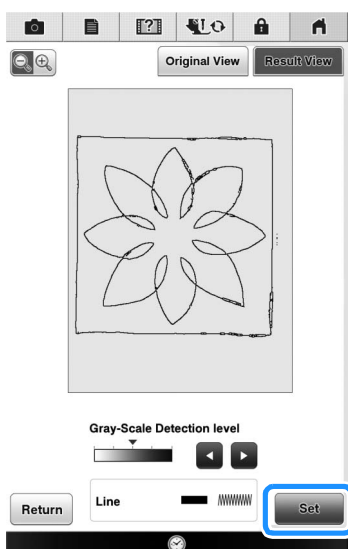 Original View Result View
Gray-Scale Detection level
Line
Return Set